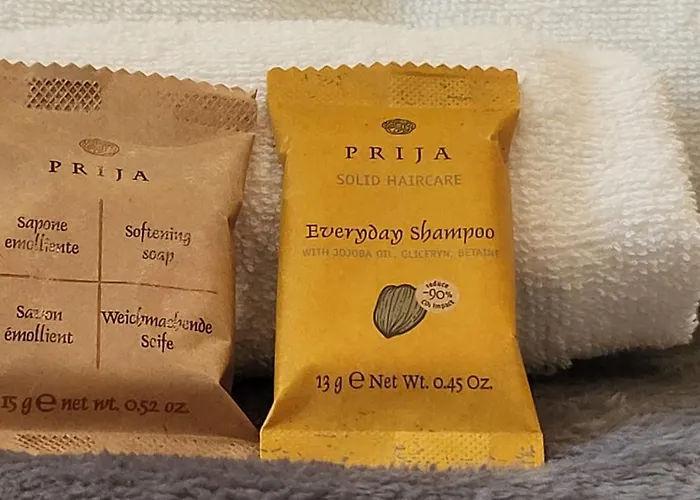 PRIJA
Sapone
emolliente
Softening
soap
Savon
émollient
Weichmachende
Seife
15 g e net wt. 0.52 oz.
PRIJA
SOLID HAIRCARE
Everyday Shampoo
WITH JOJOBA OIL, GLICERYN, BETAINE
reduce
-90%
CO₂ impact
13 g e Net Wt. 0.45 Oz.